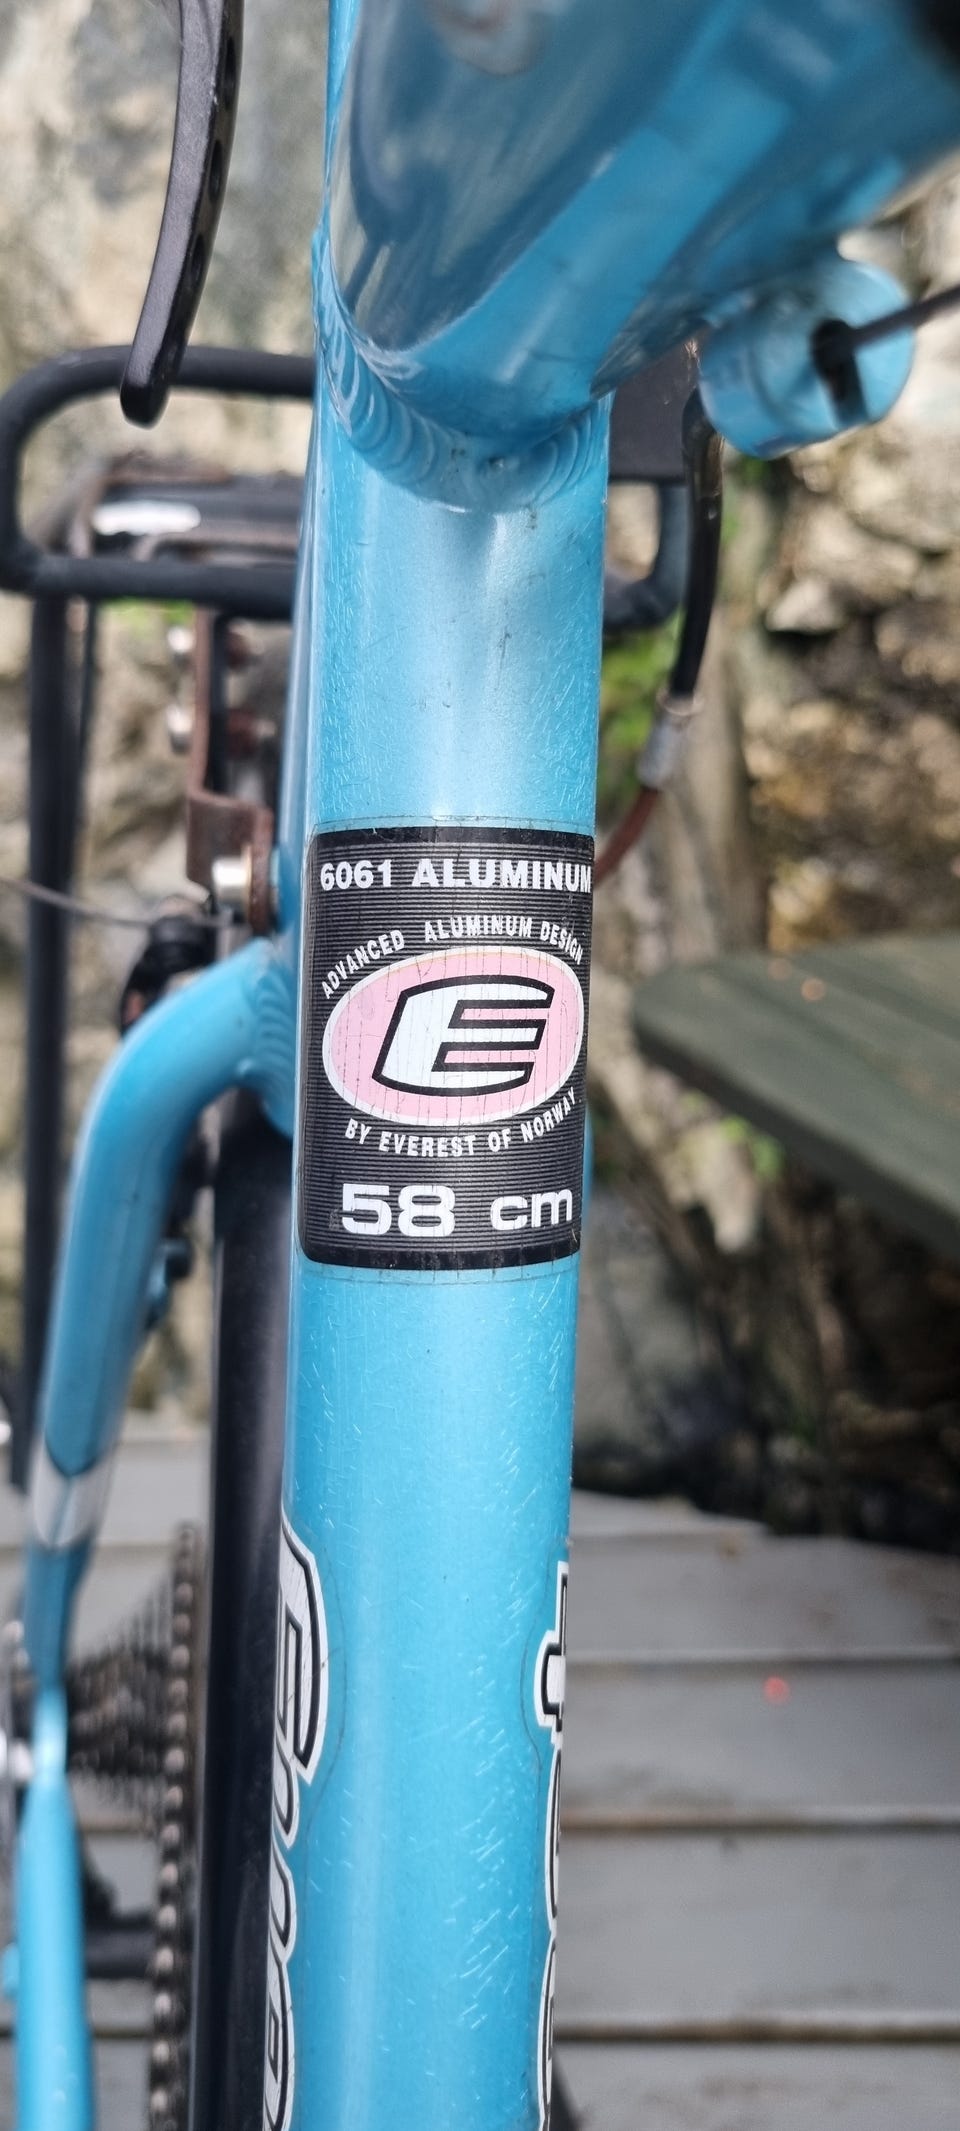 6061 ALUMINUM
ADVANCED ALUMINUM DESIGN
E
BY EVEREST OF NORWAY
58 cm